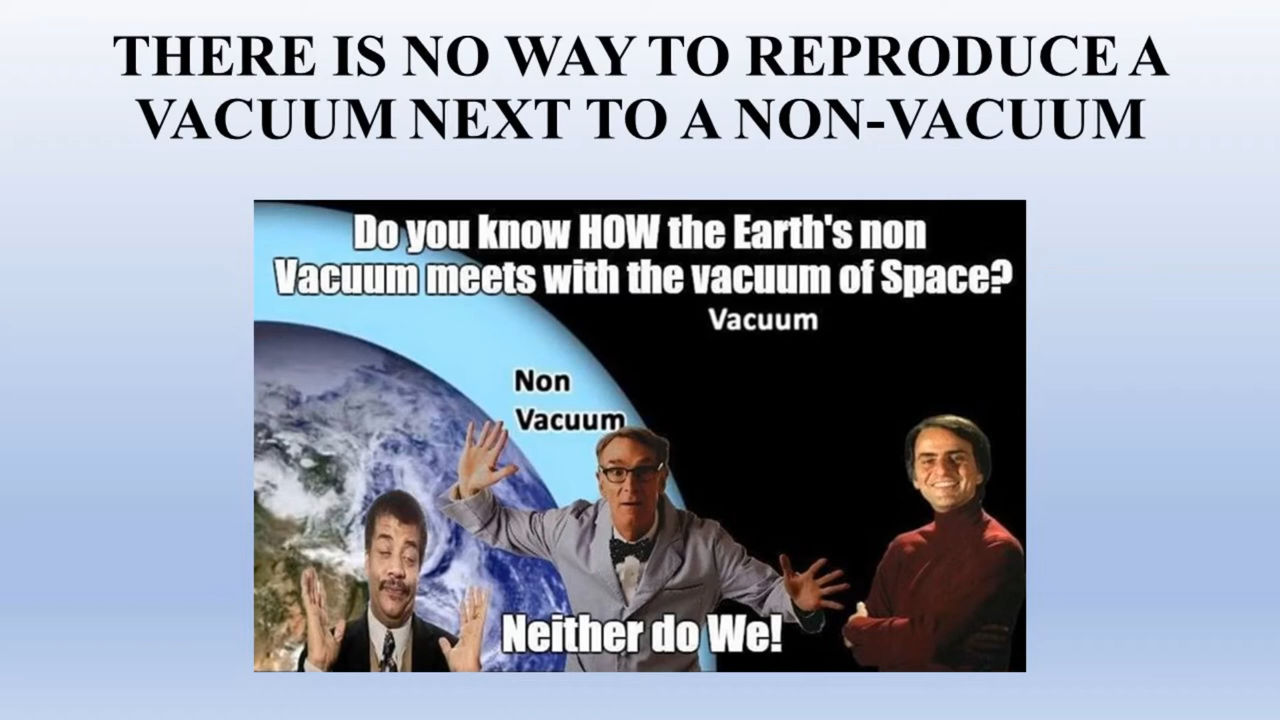 THERE IS NO WAY TO REPRODUCE A
VACUUM NEXT TO A NON-VACUUM
Do you know HOW the Earth's non
Vacuum meets with the vacuum of Space?
Vacuum
Non
Vacuum
Neither do We!